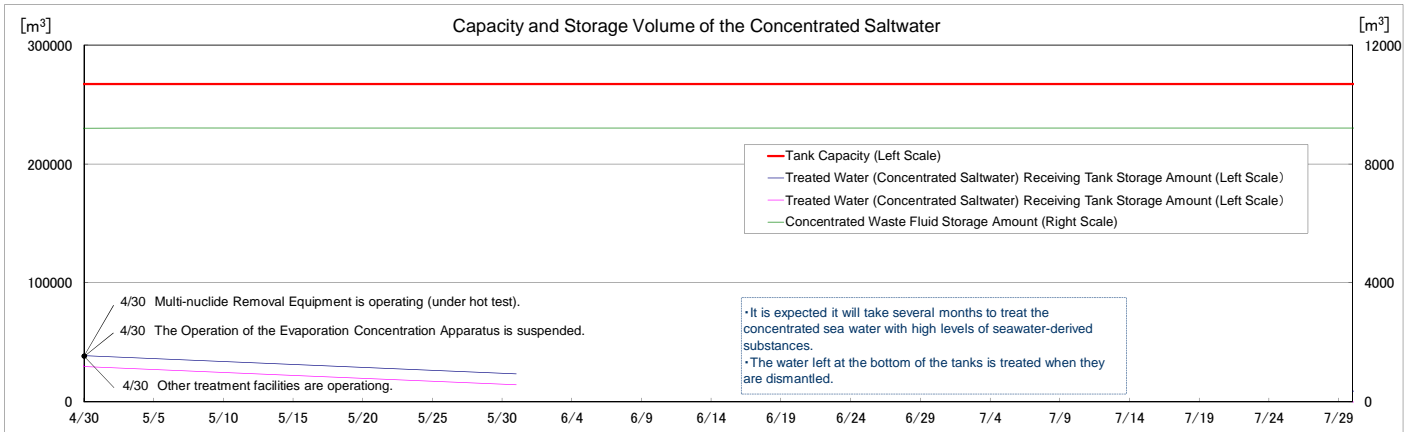 Capacity and Storage Volume of the Concentrated Saltwater
[m³]
[m³]
300000
200000
100000
0
12000
8000
4000
0
Tank Capacity (Left Scale)
Treated Water (Concentrated Saltwater) Receiving Tank Storage Amount (Left Scale)
Treated Water (Concentrated Saltwater) Receiving Tank Storage Amount (Left Scale)
Concentrated Waste Fluid Storage Amount (Right Scale)
4/30 Multi-nuclide Removal Equipment is operating (under hot test).
4/30 The Operation of the Evaporation Concentration Apparatus is suspended.
4/30 Other treatment facilities are operationg.
・It is expected it will take several months to treat the
concentrated sea water with high levels of seawater-derived
substances.
・The water left at the bottom of the tanks is treated when they
are dismantled.
4/30 5/5 5/10 5/15 5/20 5/25 5/30 6/4 6/9 6/14 6/19 6/24 6/29 7/4 7/9 7/14 7/19 7/24 7/29